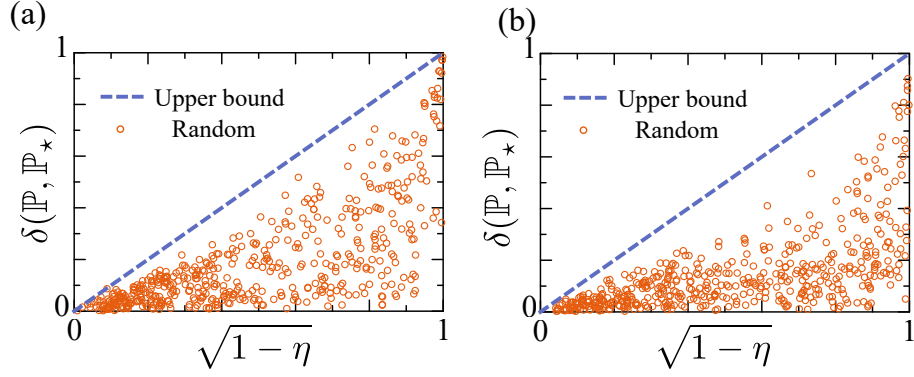 (a)
1
Upper bound
Random
δ(ℙ, ℙ⋆)
0
0
√1 − η
1
(b)
1
Upper bound
Random
δ(ℙ, ℙ⋆)
0
0
√1 − η
1